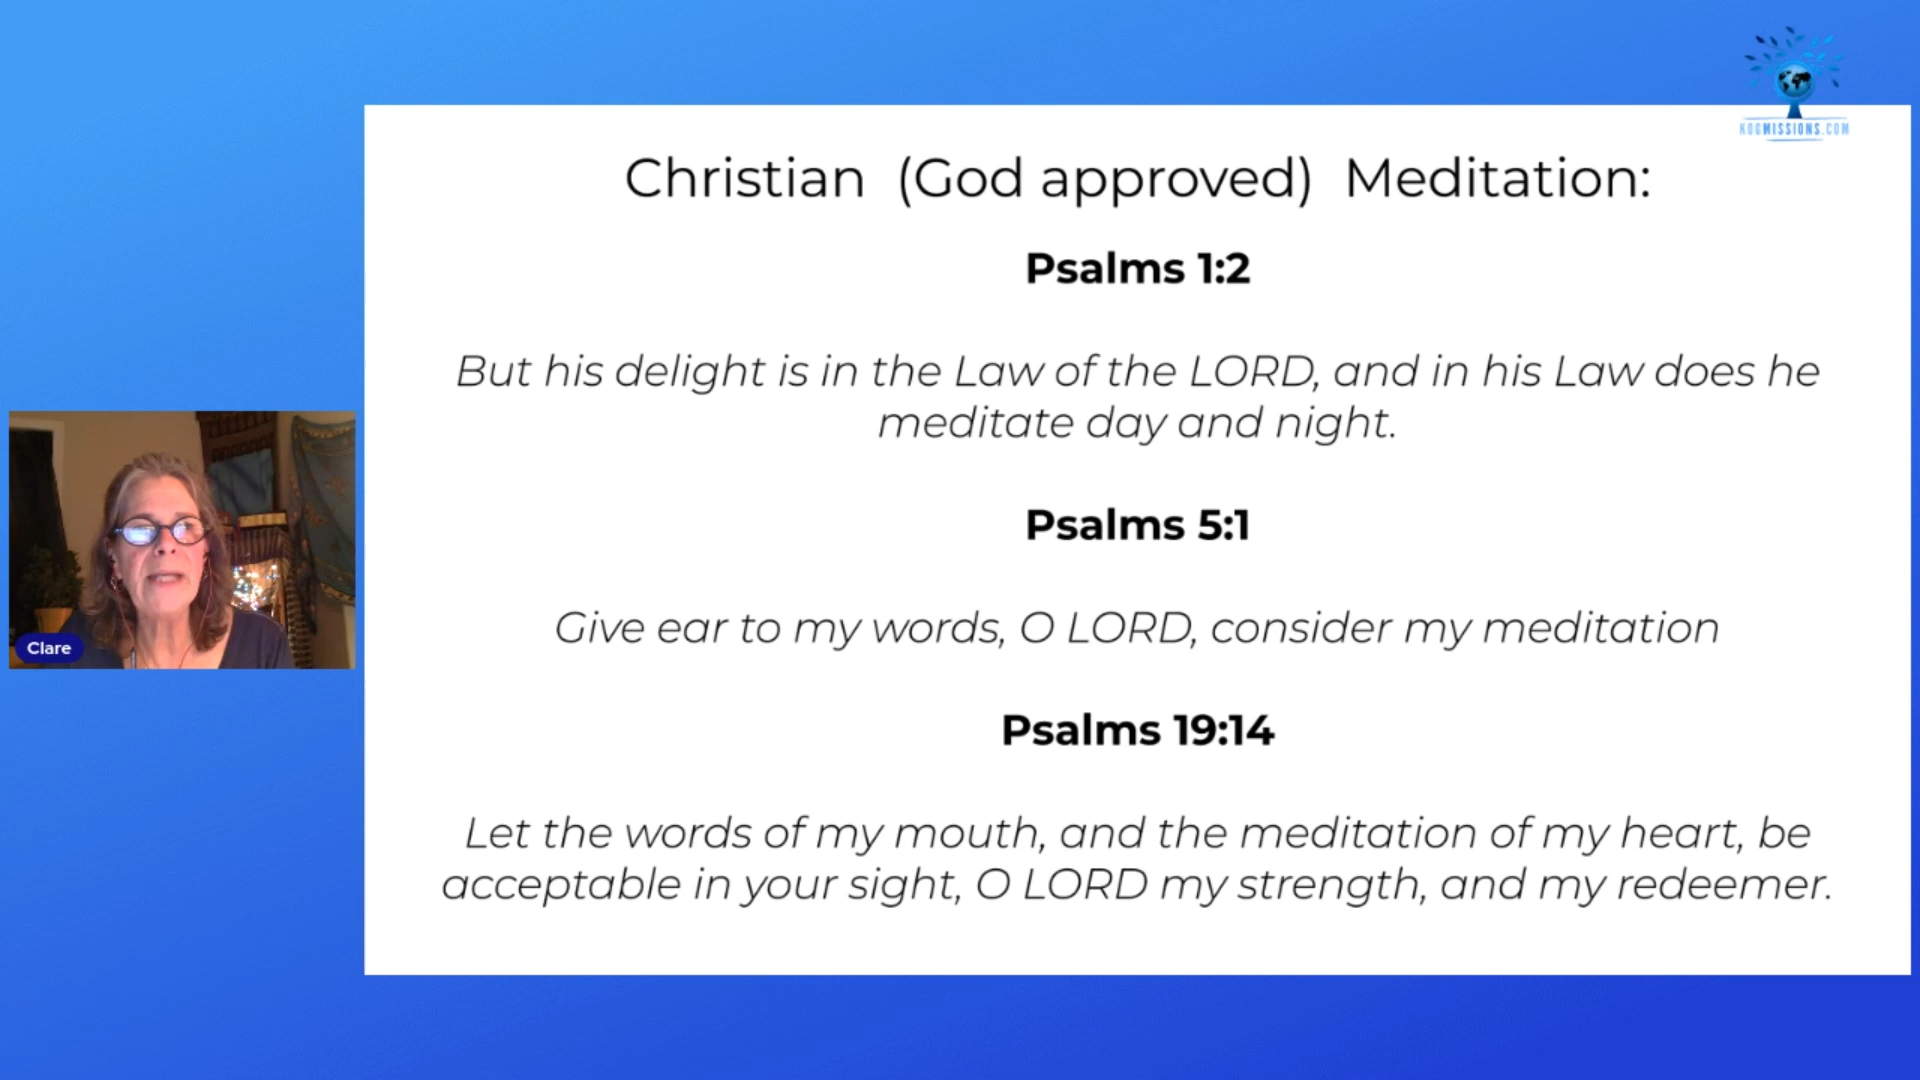 KOGMISSIONS.COM
Christian (God approved) Meditation:
Psalms 1:2
But his delight is in the Law of the LORD, and in his Law does he
meditate day and night.
Psalms 5:1
Give ear to my words, O LORD, consider my meditation
Psalms 19:14
Let the words of my mouth, and the meditation of my heart, be
acceptable in your sight, O LORD my strength, and my redeemer.
Clare